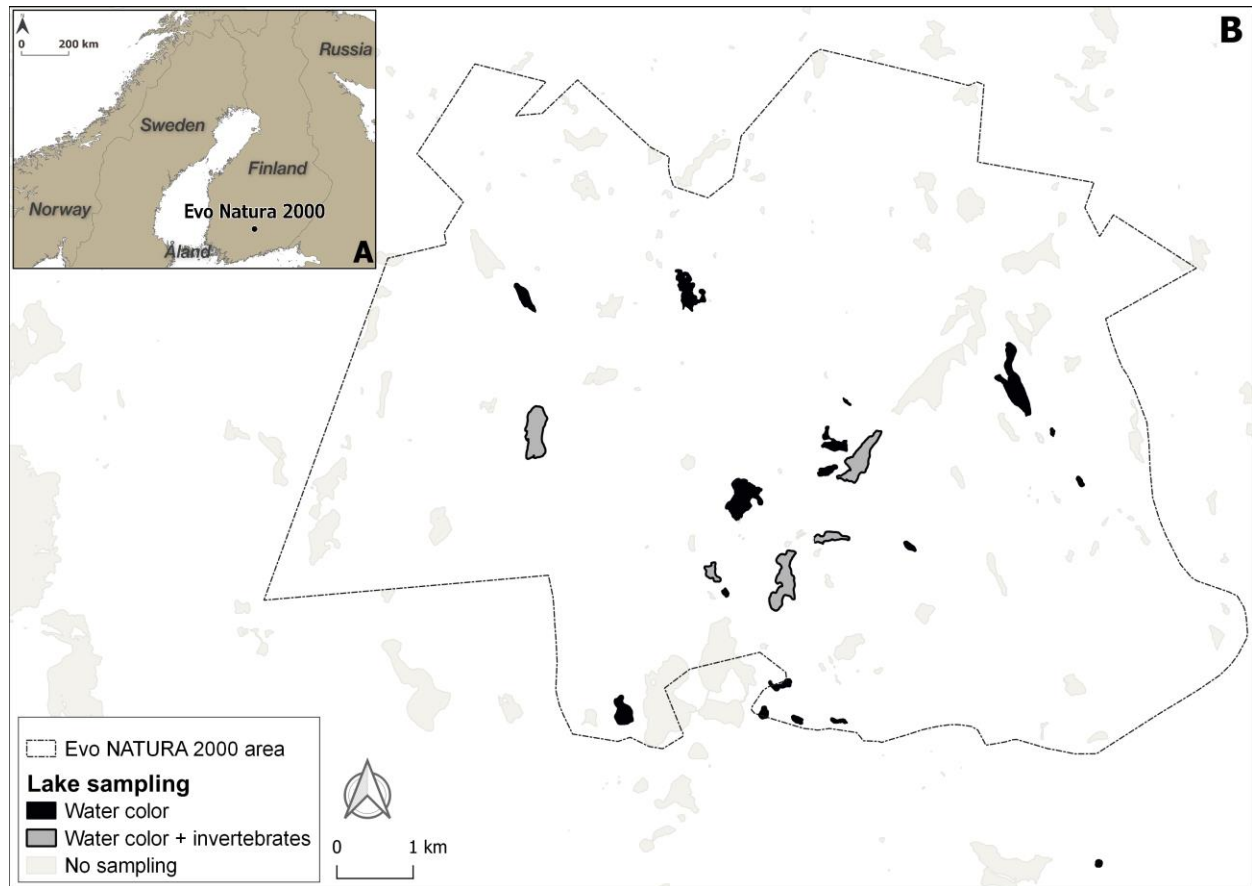 0 200 km
Russia
Sweden
Finland
Norway
Evo Natura 2000
Åland
A
B
Evo NATURA 2000 area
Lake sampling
Water color
Water color + invertebrates
No sampling
0 1 km